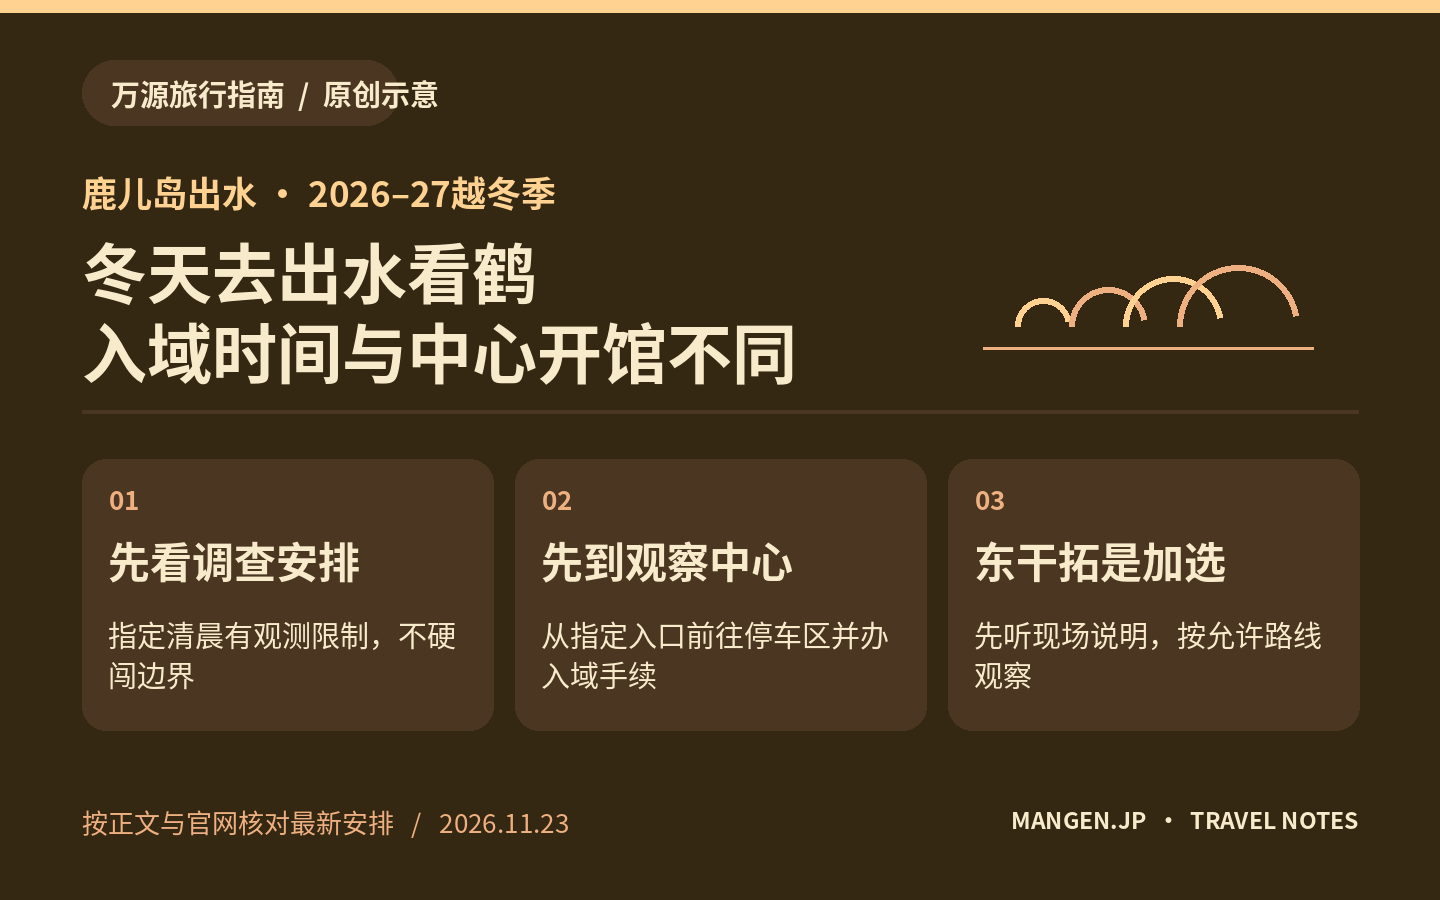 万源旅行指南 / 原创示意
鹿儿岛出水 · 2026–27越冬季
冬天去出水看鹤
入域时间与中心开馆不同
01
先看调查安排
指定清晨有观测限制，不硬
闯边界
02
先到观察中心
从指定入口前往停车区并办
入域手续
03
东干拓是加选
先听现场说明，按允许路线
观察
按正文与官网核对最新安排 / 2026.11.23
MANGEN.JP · TRAVEL NOTES